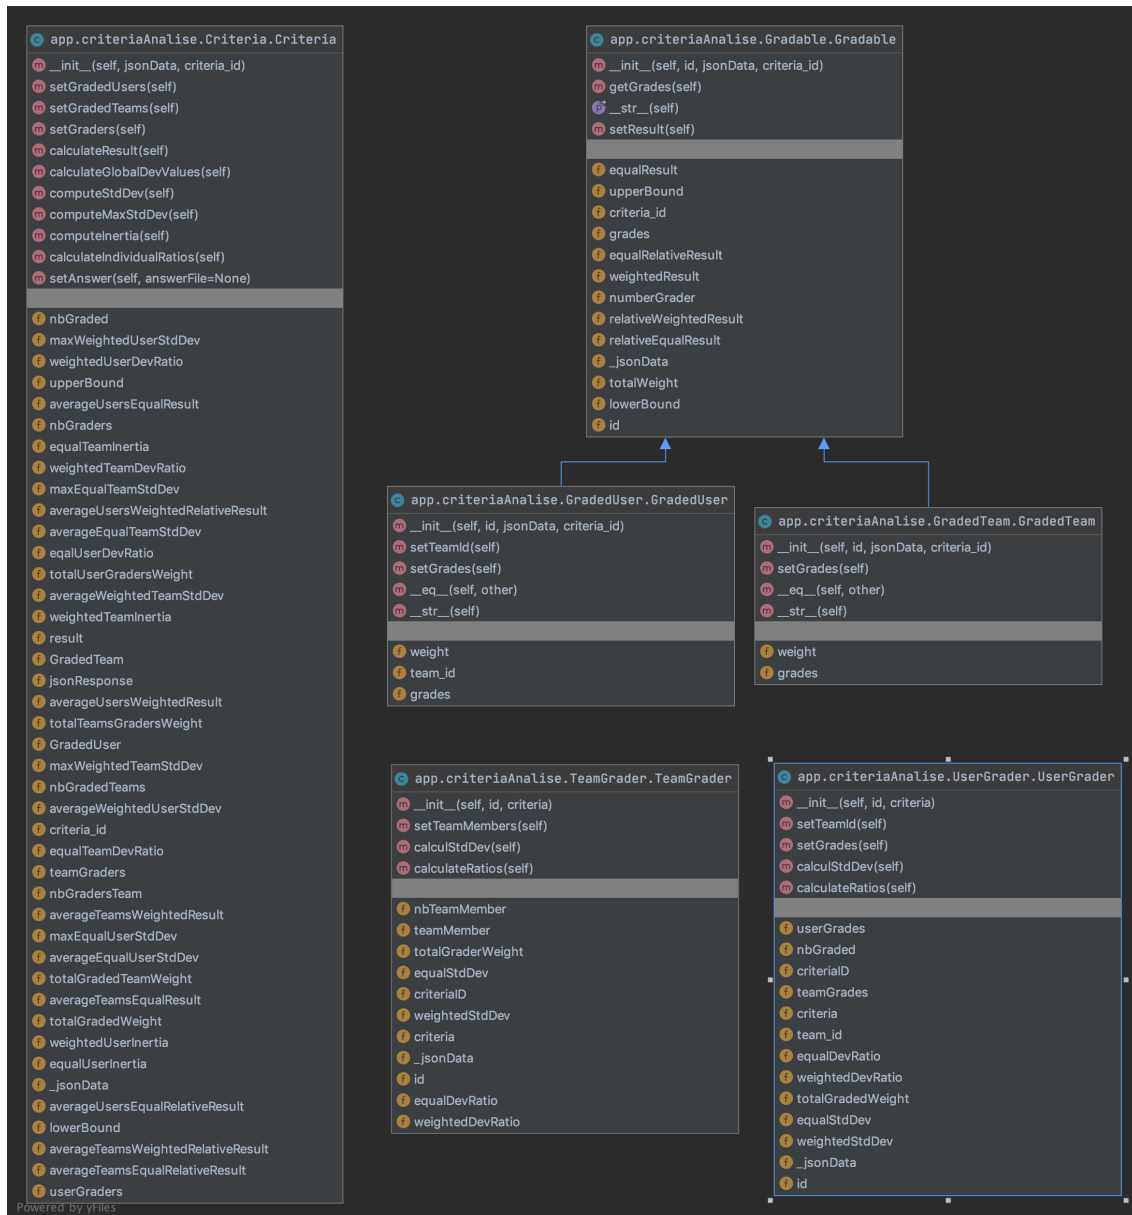 app.criteriaAnalise.Criteria.Criteria
__init__(self, jsonData, criteria_id)
setGradedUsers(self)
setGradedTeams(self)
setGraders(self)
calculateResult(self)
calculateGlobalDevValues(self)
computeStdDev(self)
computeMaxStdDev(self)
computeInertia(self)
calculateIndividualRatios(self)
setAnswer(self, answerFile=None)
nbGraded
maxWeightedUserStdDev
weightedUserDevRatio
upperBound
averageUsersEqualResult
nbGraders
equalTeamInertia
weightedTeamDevRatio
maxEqualTeamStdDev
averageUsersWeightedRelativeResult
averageEqualTeamStdDev
eqalUserDevRatio
totalUserGradersWeight
averageWeightedTeamStdDev
weightedTeamInertia
result
GradedTeam
jsonResponse
averageUsersWeightedResult
totalTeamsGradersWeight
GradedUser
maxWeightedTeamStdDev
nbGradedTeams
averageWeightedUserStdDev
criteria_id
equalTeamDevRatio
teamGraders
nbGradersTeam
averageTeamsWeightedResult
maxEqualUserStdDev
averageEqualUserStdDev
totalGradedTeamWeight
averageTeamsEqualResult
totalGradedWeight
weightedUserInertia
equalUserInertia
_jsonData
averageUsersEqualRelativeResult
lowerBound
averageTeamsWeightedRelativeResult
averageTeamsEqualRelativeResult
userGraders
app.criteriaAnalise.Gradable.Gradable
__init__(self, id, jsonData, criteria_id)
getGrades(self)
__str__(self)
setResult(self)
equalResult
upperBound
criteria_id
grades
equalRelativeResult
weightedResult
numberGrader
relativeWeightedResult
relativeEqualResult
_jsonData
totalWeight
lowerBound
id
app.criteriaAnalise.GradedUser.GradedUser
__init__(self, id, jsonData, criteria_id)
setTeamId(self)
setGrades(self)
__eq__(self, other)
__str__(self)
weight
team_id
grades
app.criteriaAnalise.GradedTeam.GradedTeam
__init__(self, id, jsonData, criteria_id)
setGrades(self)
__eq__(self, other)
__str__(self)
weight
grades
app.criteriaAnalise.TeamGrader.TeamGrader
__init__(self, id, criteria)
setTeamMembers(self)
calculStdDev(self)
calculateRatios(self)
nbTeamMember
teamMember
totalGraderWeight
equalStdDev
criteriaID
weightedStdDev
criteria
_jsonData
id
equalDevRatio
weightedDevRatio
app.criteriaAnalise.UserGrader.UserGrader
__init__(self, id, criteria)
setTeamId(self)
setGrades(self)
calculStdDev(self)
calculateRatios(self)
userGrades
nbGraded
criteriaID
teamGrades
criteria
team_id
equalDevRatio
weightedDevRatio
totalGradedWeight
equalStdDev
weightedStdDev
_jsonData
id
Powered by yFiles